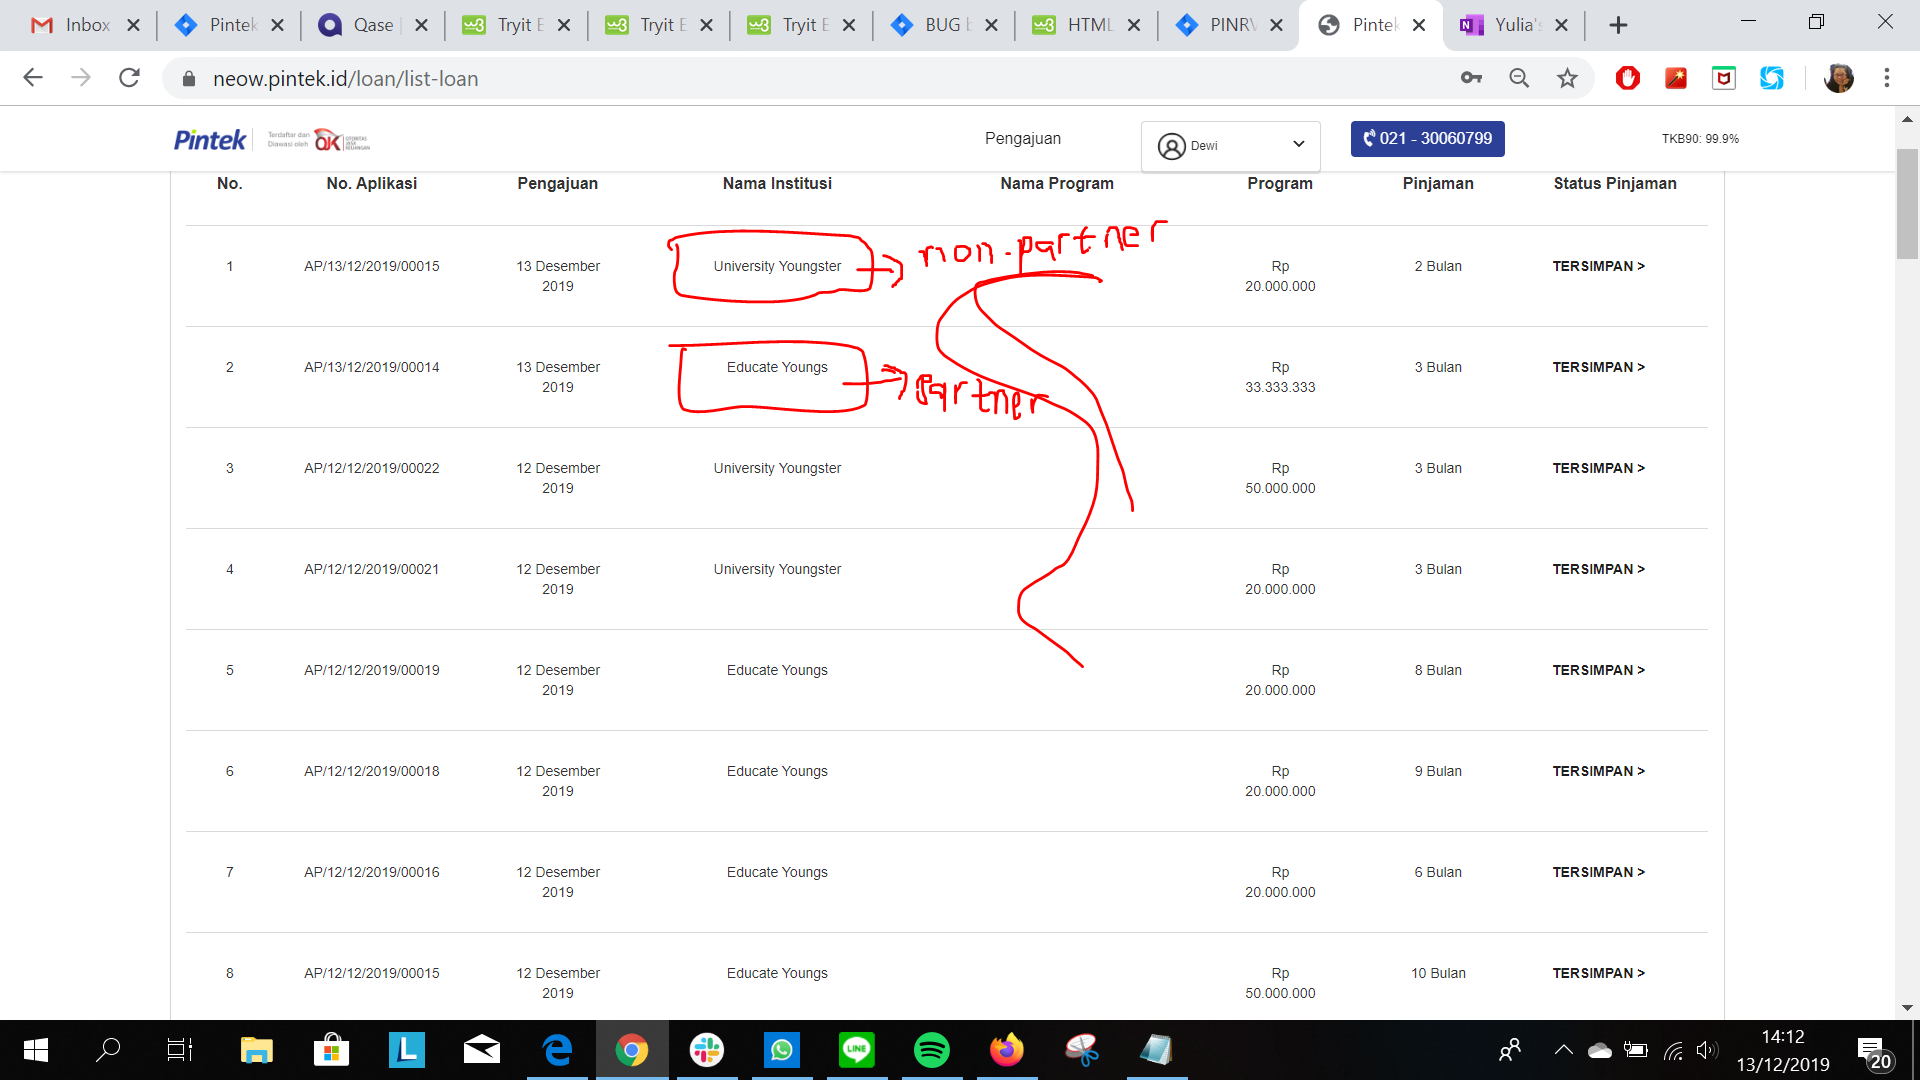 Inbox
Pintek
Qase
Tryit E
Tryit E
Tryit E
BUG b
HTML
PINRV
Pintek
Yulia's
neow.pintek.id/loan/list-loan
Pintek
Terdaftar dan
Diawasi oleh
OTORITAS
JASA
KEUANGAN
Pengajuan
Dewi
021 - 30060799
TKB90: 99.9%
No. No. Aplikasi Pengajuan Nama Institusi Nama Program Program Pinjaman Status Pinjaman
non-partner
1 AP/13/12/2019/00015 13 Desember University Youngster Rp 2 Bulan TERSIMPAN >
2019 20.000.000
2 AP/13/12/2019/00014 13 Desember Educate Youngs Rp 3 Bulan TERSIMPAN >
2019 33.333.333
partner
3 AP/12/12/2019/00022 12 Desember University Youngster Rp 3 Bulan TERSIMPAN >
2019 50.000.000
4 AP/12/12/2019/00021 12 Desember University Youngster Rp 3 Bulan TERSIMPAN >
2019 20.000.000
5 AP/12/12/2019/00019 12 Desember Educate Youngs Rp 8 Bulan TERSIMPAN >
2019 20.000.000
6 AP/12/12/2019/00018 12 Desember Educate Youngs Rp 9 Bulan TERSIMPAN >
2019 20.000.000
7 AP/12/12/2019/00016 12 Desember Educate Youngs Rp 6 Bulan TERSIMPAN >
2019 20.000.000
8 AP/12/12/2019/00015 12 Desember Educate Youngs Rp 10 Bulan TERSIMPAN >
2019 50.000.000
L
LINE
14:12
13/12/2019
20